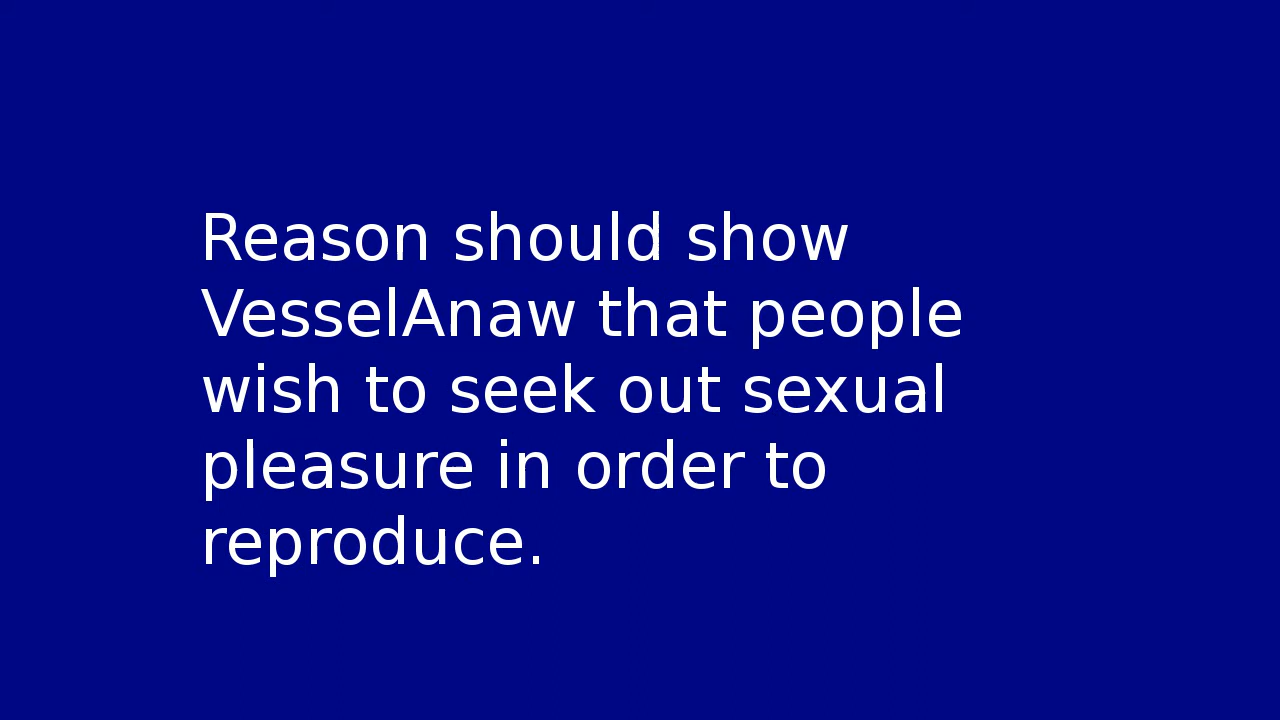 Reason should show
VesselAnaw that people
wish to seek out sexual
pleasure in order to
reproduce.